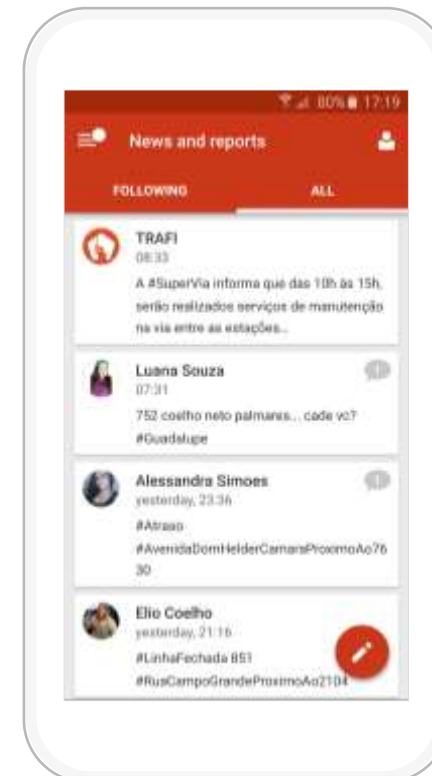 80% 17:19
News and reports
FOLLOWING ALL
TRAFI
08:33
A #SuperVia informa que das 10h às 15h,
serão realizados serviços de manutenção
na via entre as estações...
Luana Souza
07:31
752 coelho neto palmares... cade vc?
#Guadalupe
Alessandra Simoes
yesterday, 23:36
#Atraso
#AvenidaDomHelderCamaraProximoAo76
30
Elio Coelho
yesterday, 21:16
#LinhaFechada 851
#RuaCampoGrandeProximoAo2104